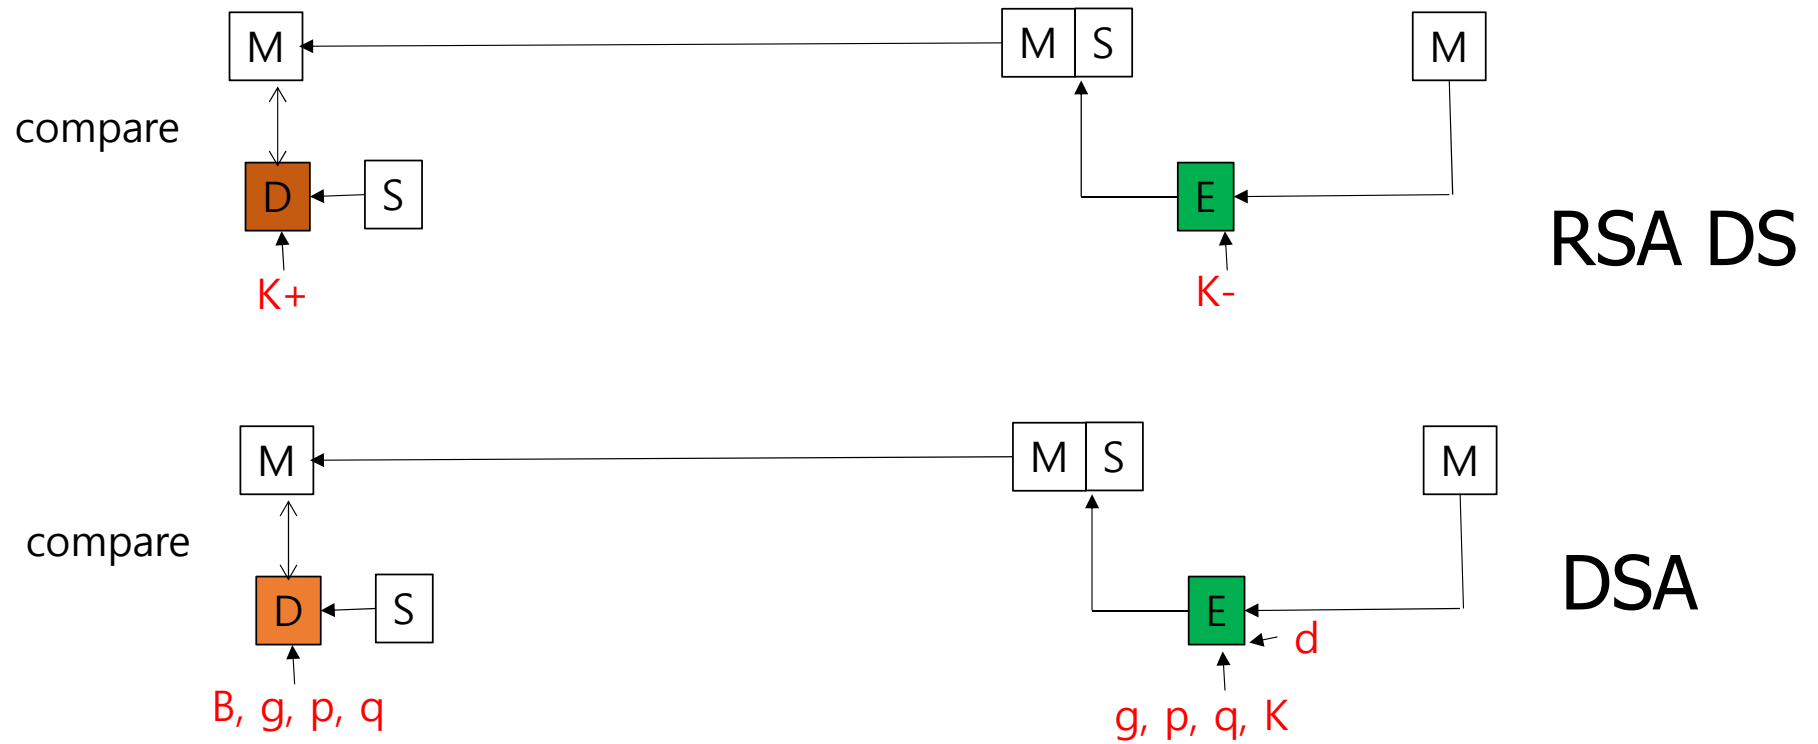 M
M S
M
compare
D
S
E
RSA DS
K+
K-
M
M S
M
compare
D
S
E
DSA
d
B, g, p, q
g, p, q, K